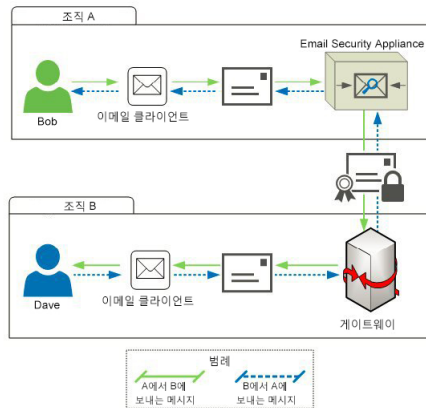 조직 A
Email Security Appliance
Bob
이메일 클라이언트
조직 B
Dave
이메일 클라이언트
게이트웨이
범례
A에서 B에
보내는 메시지
B에서 A에
보내는 메시지